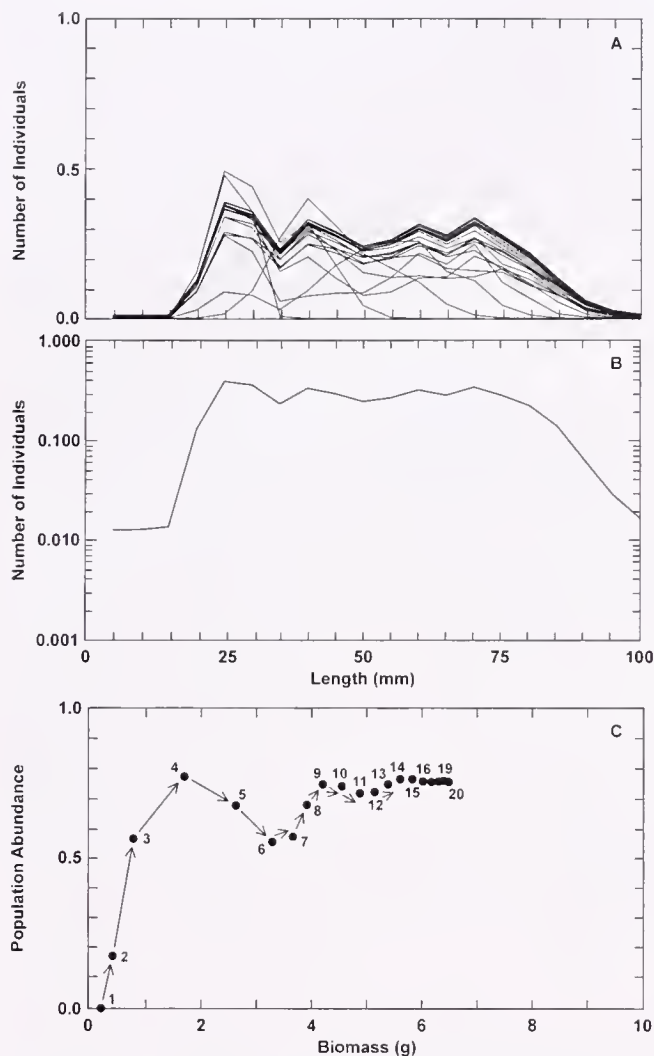 A
Number of Individuals
1.0
0.5
0.0
B
Number of Individuals
1.000
0.100
0.010
0.001
0 25 50 75 100
Length (mm)
C
Population Abundance
1.0
0.5
0.0
1
2
3
4
5
6
7
8
9
10
11
12
13
14
15
16
19
20
0 2 4 6 8 10
Biomass (g)